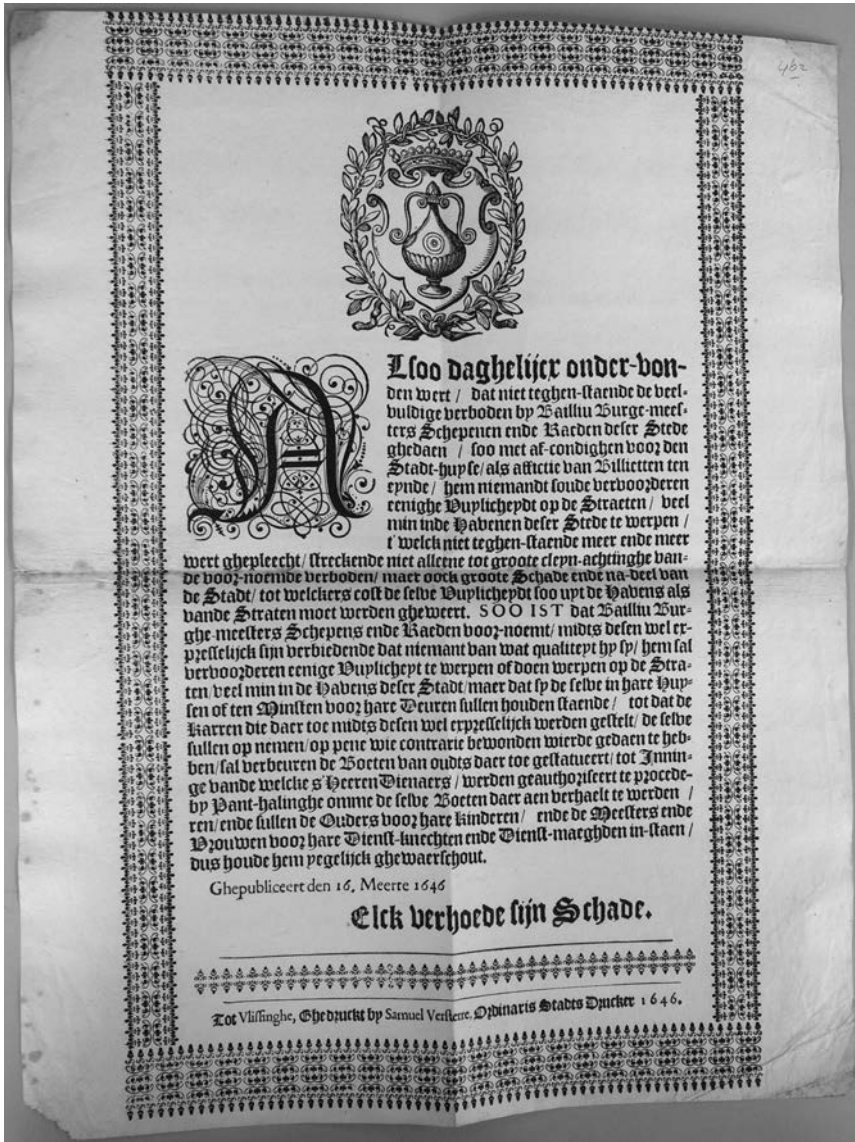 462
ALsoo daghelijcx onder-von-
den wert / dat niet teghen-staende de veel-
vuldige verboden by Bailliu Burge-mees-
ters Schepenen ende Raeden deser Stede
ghedaen / soo met af-condighen voor den
Stadt-huyse / als affictie van Billietten ten
eynde / hem niemandt soude vervoorderen
eenighe Vuylicheydt op de Straeten / veel
min inde Havenen deser Stede te werpen /
t'welck niet teghen-staende meer ende meer
wert ghepleecht / streckende niet alleene tot groote cleyn-achtinghe van-
de voor-noemde verboden / maer oock groote Schade ende na-deel van
de Stadt / tot welckers cost de selve Vuylicheydt soo uyt de Havens als
vande Straten moet werden gheweert. SOO IST dat Bailliu Bur-
ghe-meesters Schepens ende Raeden voor-noemt / midts desen wel ex-
presselijck sijn verbiedende dat niemant van wat qualiteyt hy sy / hem sal
vervoorderen eenige Vuylicheyt te werpen of doen werpen op de Stra-
ten / veel min in de Havens deser Stadt / maer dat sy de selve in hare Huy-
sen of ten Minsten voor hare Deuren sullen houden staende / tot dat de
Karren die daer toe midts desen wel expresselijck werden gestelt / de selve
sullen op nemen / op pene wie contrarie bewonden wierde gedaen te heb-
ben / sal verbeuren de Boeten van oudts daer toe gestatueert / tot Innin-
ge vande welcke s'Heeren Dienaers / werden geauthoriseert te procede-
by Pant-halinghe omme de selve Boeten daer aen verhaelt te werden /
ren / ende sullen de Ouders voor hare kinderen / ende de Meesters ende
Vrouwen voor hare Dienst-knechten ende Dienst-maeghden in-staen /
dus houde hem yegelijck ghewaerschout.
Ghepubliceert den 16. Meerte 1646
Elck verhoede sijn Schade.
Tot Vlissinghe, Ghedruckt by Samuel Versterre, Ordinaris Stadts Drucker 1646.